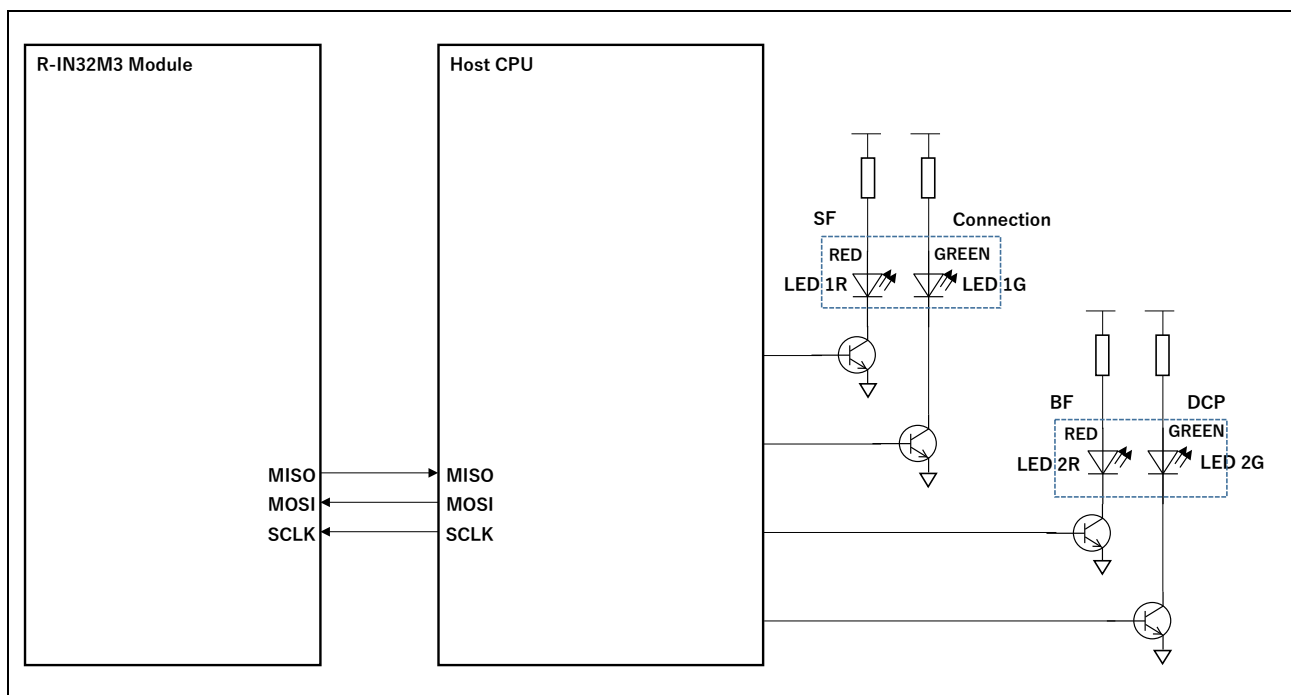 R-IN32M3 Module
Host CPU
SF
Connection
RED
GREEN
LED 1R
LED 1G
BF
DCP
RED
GREEN
LED 2R
LED 2G
MISO
MISO
MOSI
MOSI
SCLK
SCLK